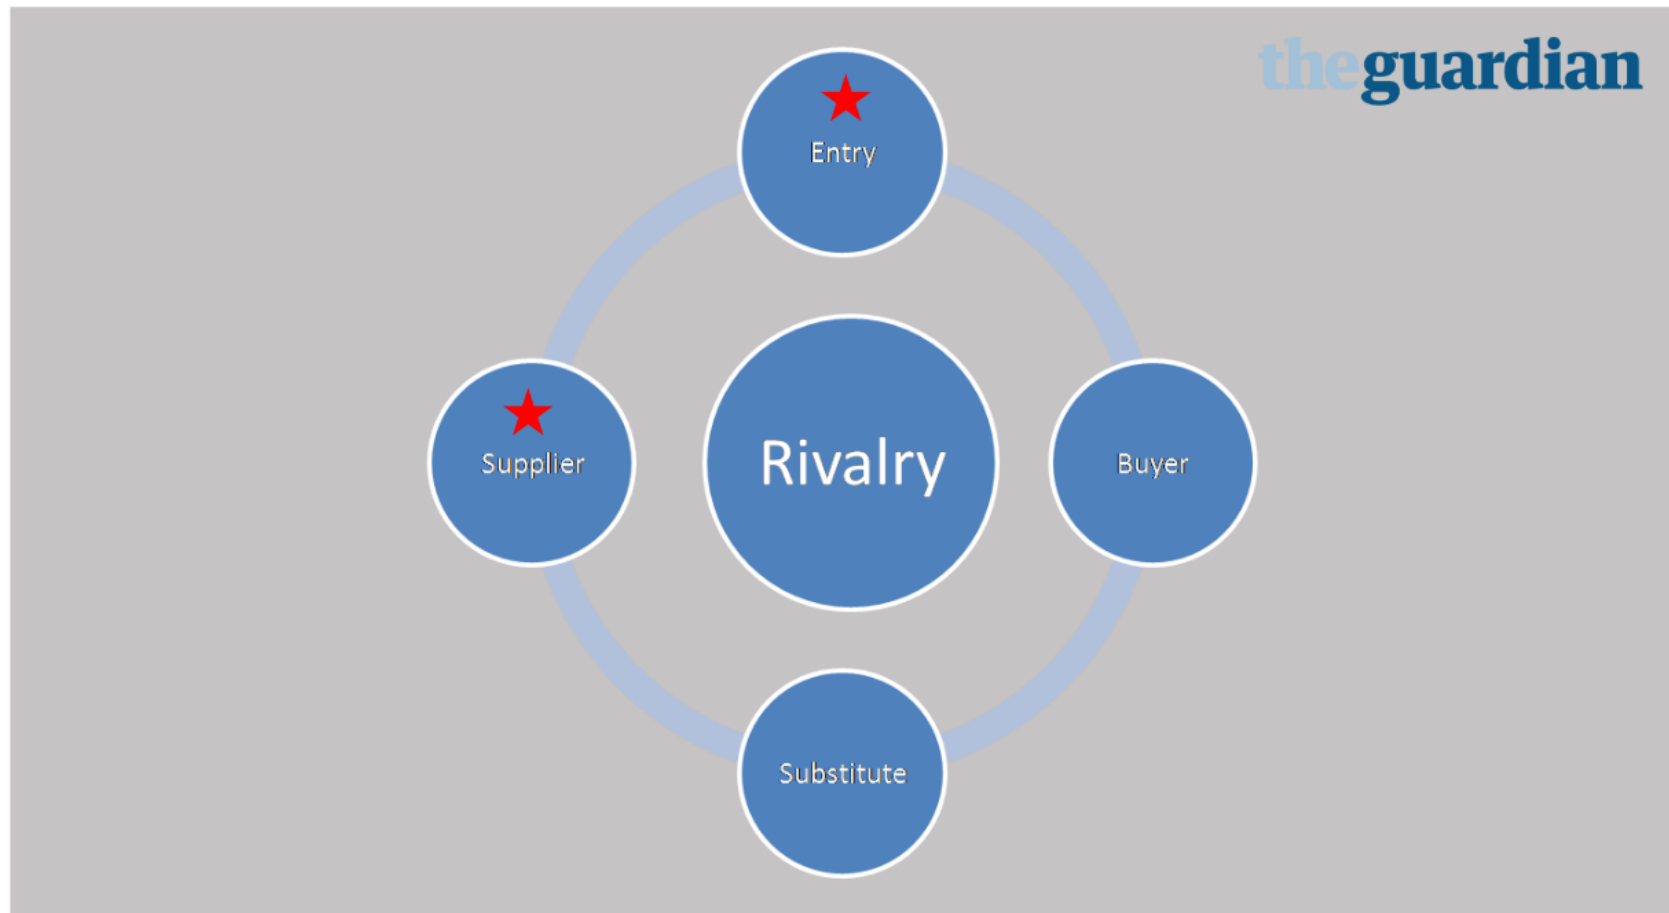 theguardian
Entry
Supplier
Rivalry
Buyer
Substitute